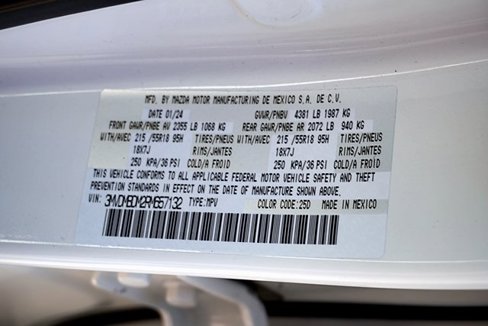 MFD. BY MAZDA MOTOR MANUFACTURING DE MEXICO S.A. DE C.V.
DATE 01/24 GVWR/PNBV 4381 LB 1987 KG
FRONT GAWR/PNBE AV 2355 LB 1068 KG REAR GAWR/PNBE AR 2072 LB 940 KG
WITH/AVEC 215 /55R18 95H TIRES/PNEUS WITH/AVEC 215 /55R18 95H TIRES/PNEUS
18X7J RIMS/JANTES 18X7J RIMS/JANTES
250 KPA/36 PSI COLD/A FROID 250 KPA/36 PSI COLD/A FROID
THIS VEHICLE CONFORMS TO ALL APPLICABLE FEDERAL MOTOR VEHICLE SAFETY AND THEFT
PREVENTION STANDARDS IN EFFECT ON THE DATE OF MANUFACTURE SHOWN ABOVE.
VIN: TYPE: MPV COLOR CODE: 25D MADE IN MEXICO